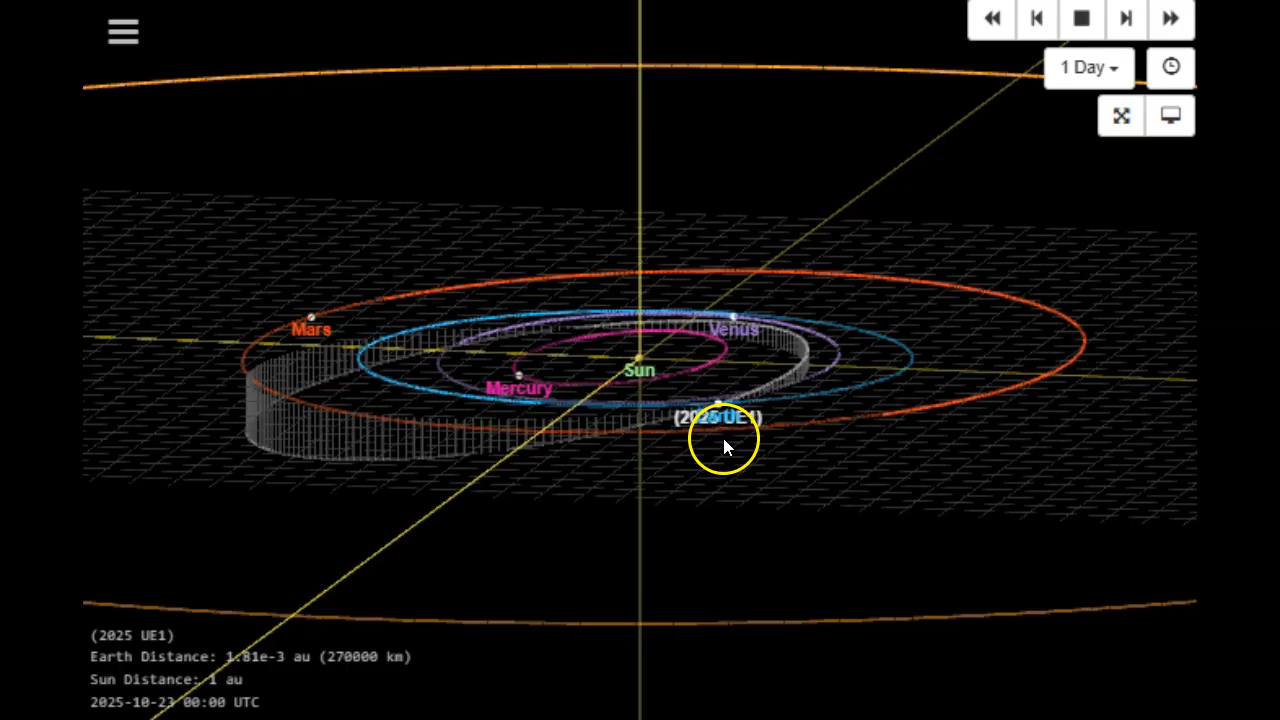 1 Day
Mars
Venus
Sun
Mercury
(2025 UE1)
(2025 UE1)
Earth Distance: 1.81e-3 au (270000 km)
Sun Distance: 1 au
2025-10-23 00:00 UTC